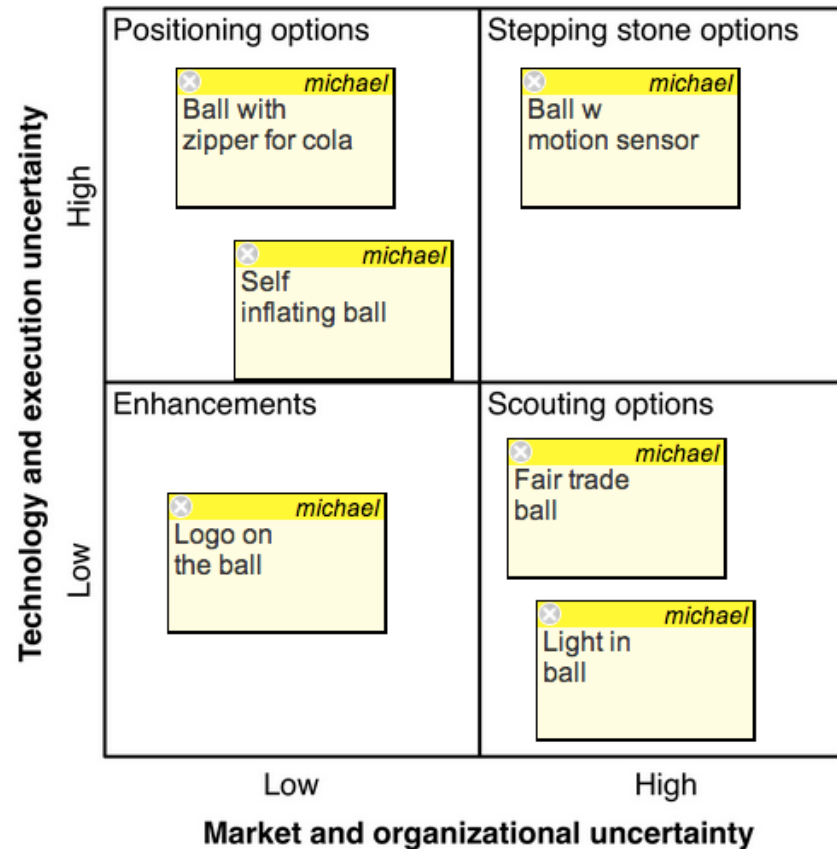 Positioning options
michael
Ball with
zipper for cola
michael
Self
inflating ball
Stepping stone options
michael
Ball w
motion sensor
Enhancements
michael
Logo on
the ball
Scouting options
michael
Fair trade
ball
michael
Light in
ball
Technology and execution uncertainty
High
Low
Low
High
Market and organizational uncertainty